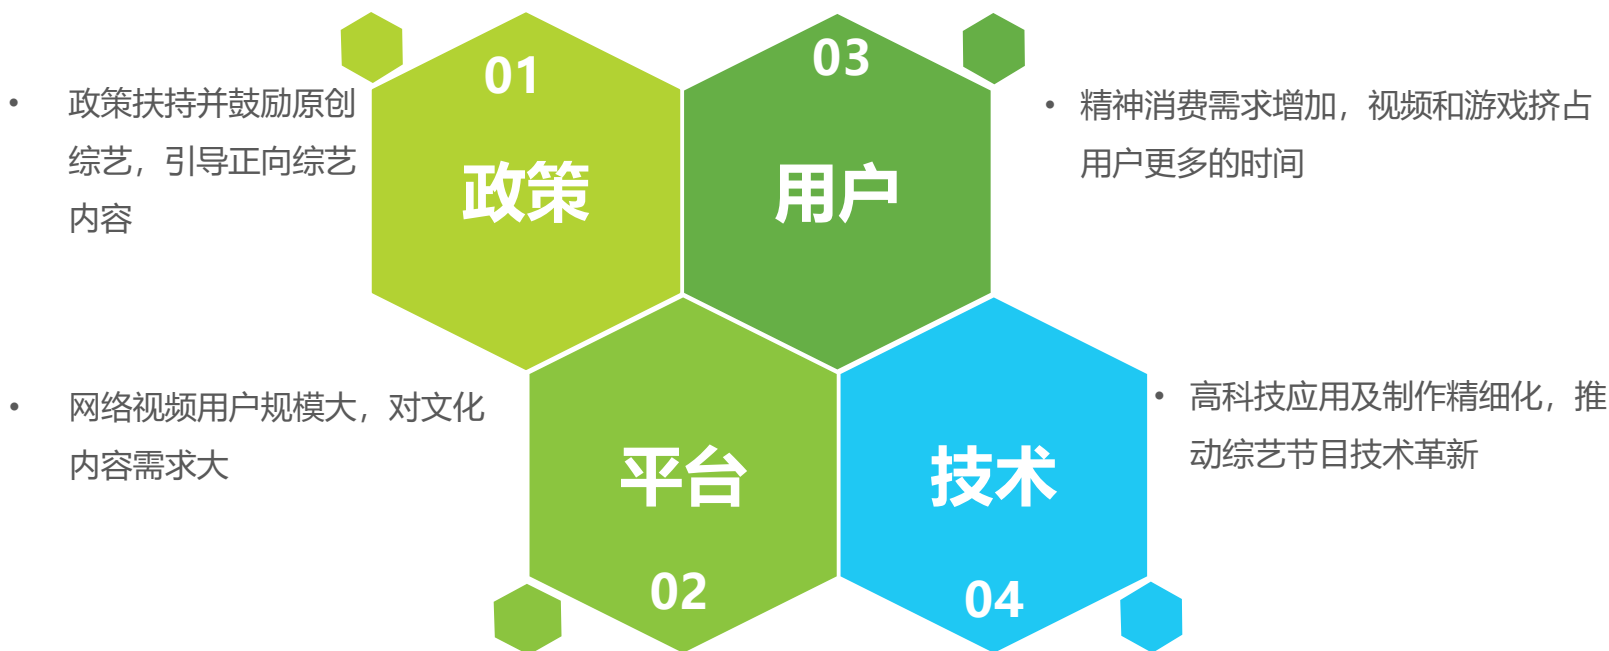 01
政策
• 政策扶持并鼓励原创
综艺，引导正向综艺
内容
02
平台
• 网络视频用户规模大，对文化
内容需求大
03
用户
• 精神消费需求增加，视频和游戏挤占
用户更多的时间
04
技术
• 高科技应用及制作精细化，推
动综艺节目技术革新